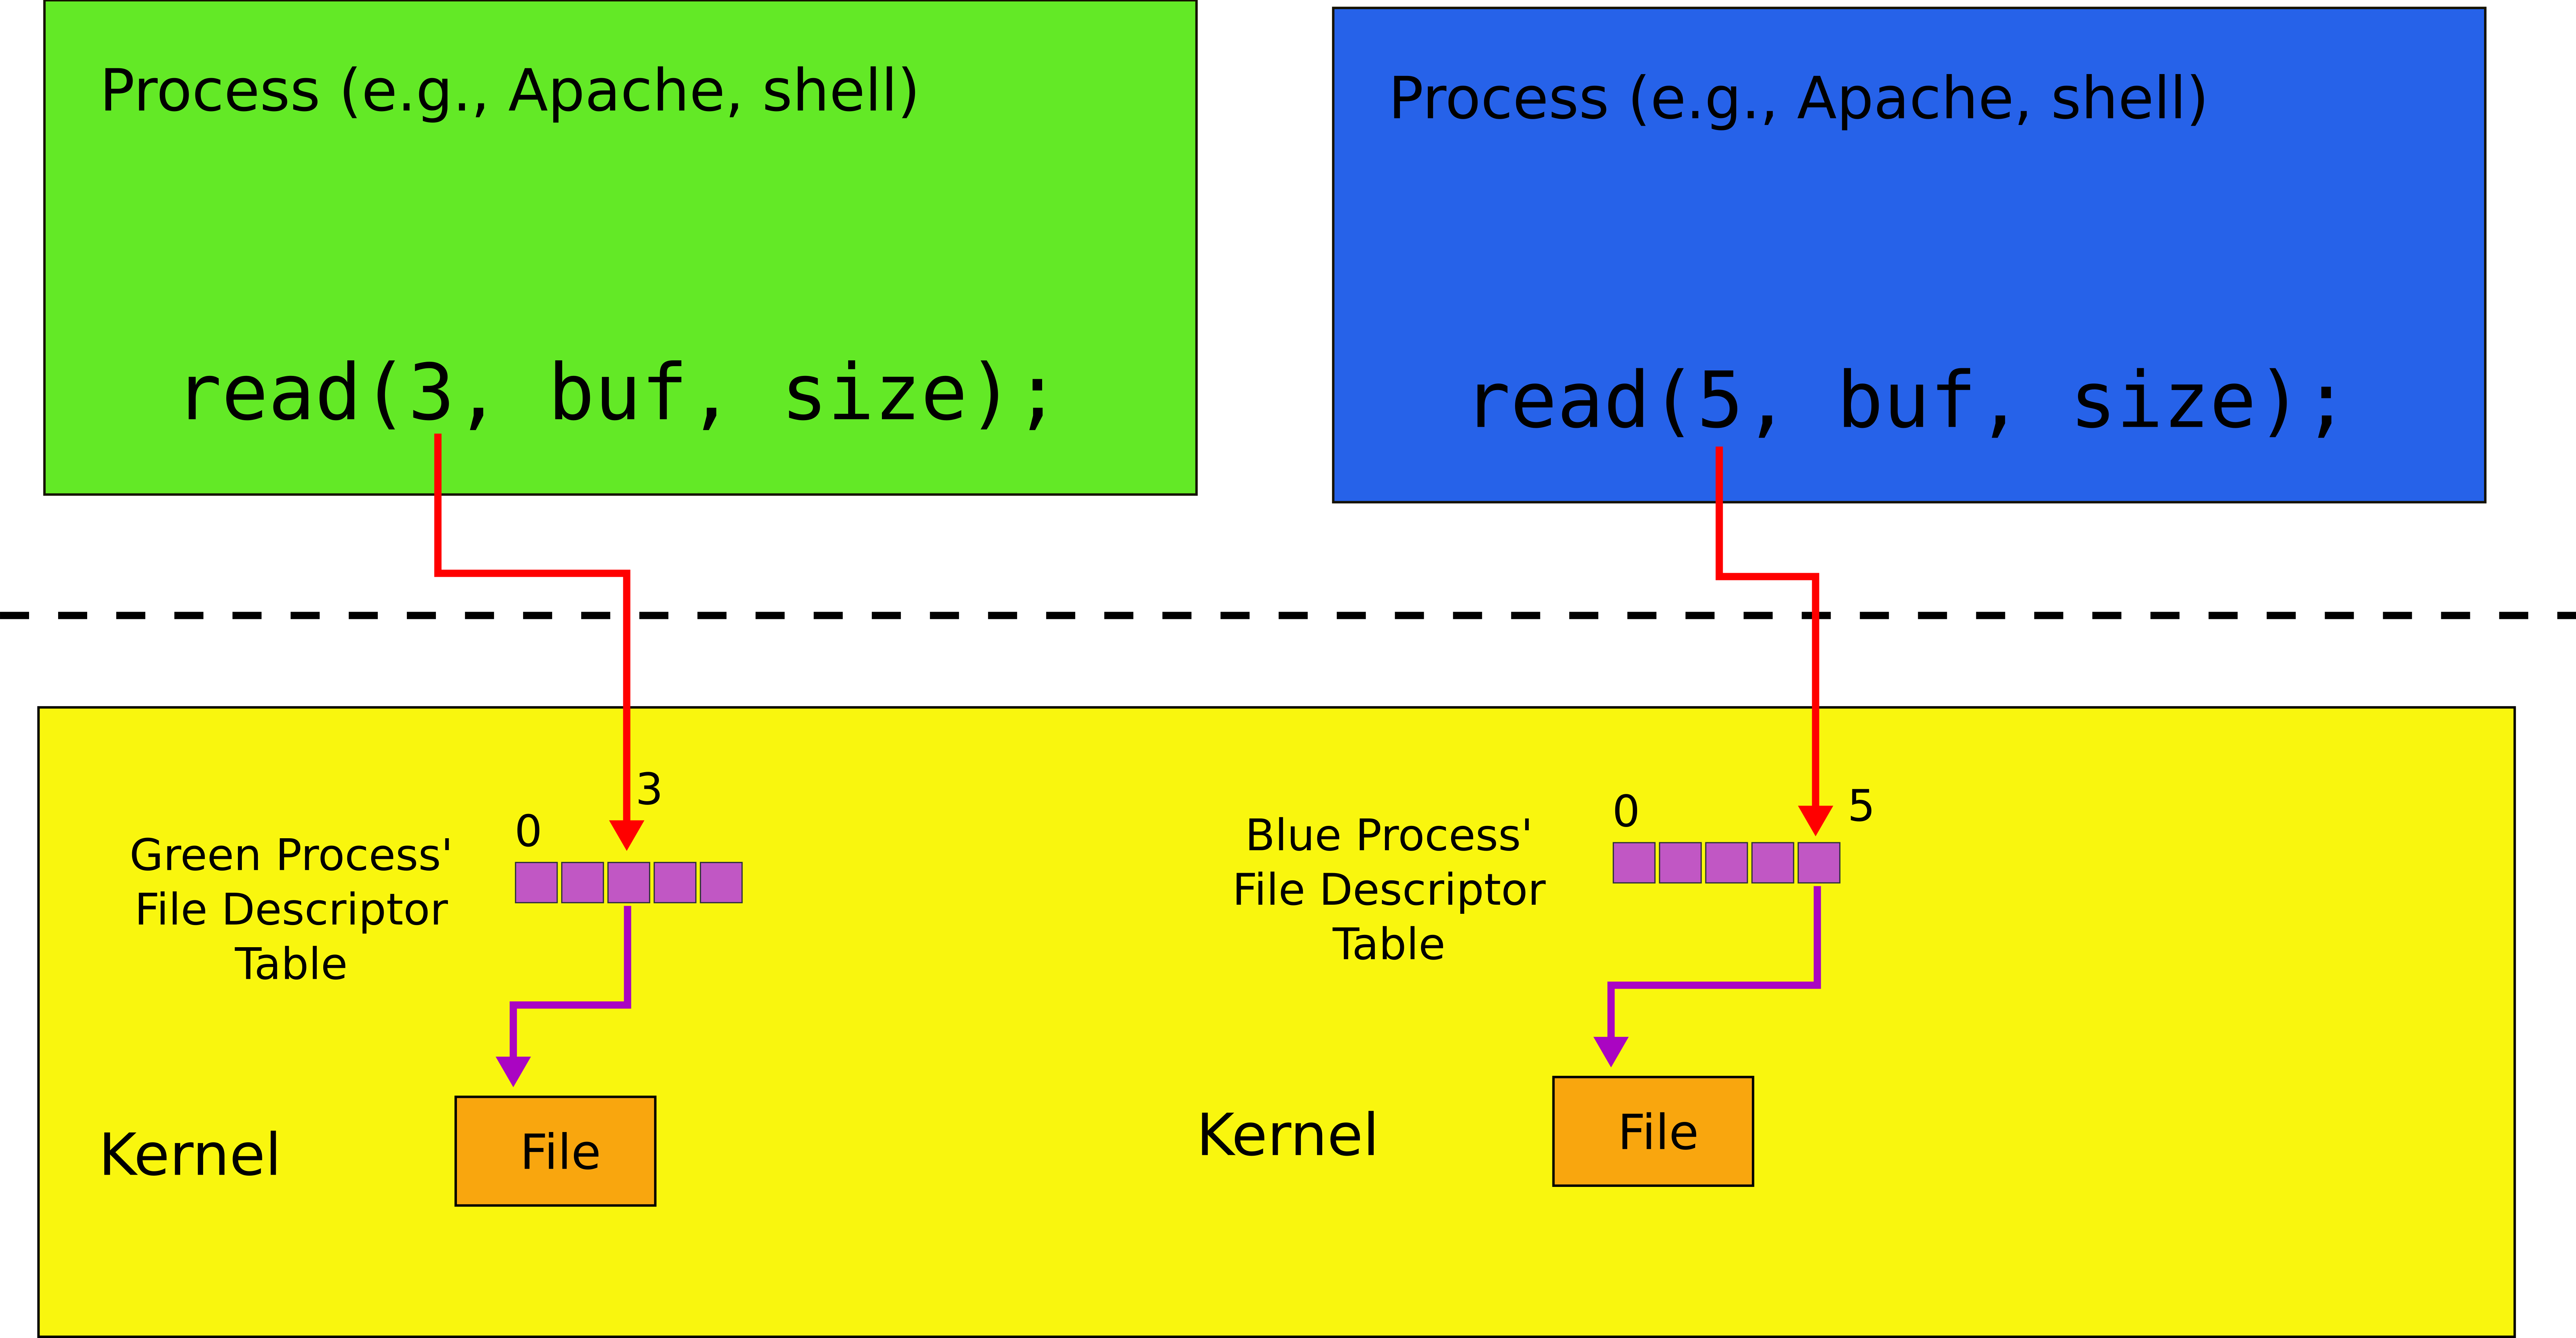 Process (e.g., Apache, shell)
read(3, buf, size);
Process (e.g., Apache, shell)
read(5, buf, size);
0
3
Green Process'
File Descriptor
Table
Kernel
File
0
5
Blue Process'
File Descriptor
Table
Kernel
File